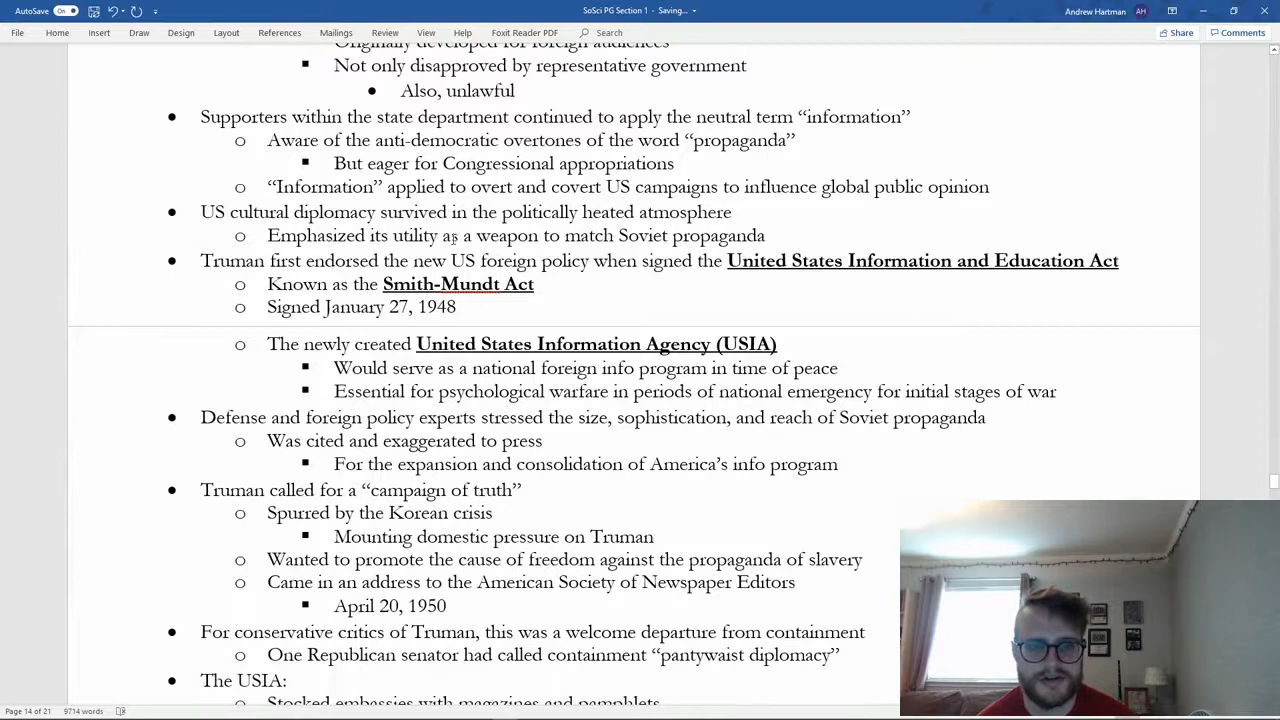 AutoSave On
SoSci PG Section 1 - Saving...
Andrew Hartman AH
File Home Insert Draw Design Layout References Mailings Review View Help Foxit Reader PDF Search Share Comments
Originally developed for foreign audiences
▪ Not only disapproved by representative government
• Also, unlawful
• Supporters within the state department continued to apply the neutral term “information”
o Aware of the anti-democratic overtones of the word “propaganda”
▪ But eager for Congressional appropriations
o “Information” applied to overt and covert US campaigns to influence global public opinion
• US cultural diplomacy survived in the politically heated atmosphere
o Emphasized its utility as a weapon to match Soviet propaganda
• Truman first endorsed the new US foreign policy when signed the United States Information and Education Act
o Known as the Smith-Mundt Act
o Signed January 27, 1948
o The newly created United States Information Agency (USIA)
▪ Would serve as a national foreign info program in time of peace
▪ Essential for psychological warfare in periods of national emergency for initial stages of war
• Defense and foreign policy experts stressed the size, sophistication, and reach of Soviet propaganda
o Was cited and exaggerated to press
▪ For the expansion and consolidation of America’s info program
• Truman called for a “campaign of truth”
o Spurred by the Korean crisis
▪ Mounting domestic pressure on Truman
o Wanted to promote the cause of freedom against the propaganda of slavery
o Came in an address to the American Society of Newspaper Editors
▪ April 20, 1950
• For conservative critics of Truman, this was a welcome departure from containment
o One Republican senator had called containment “pantywaist diplomacy”
• The USIA:
o Stocked embassies with magazines and pamphlets
Page 14 of 21 9714 words